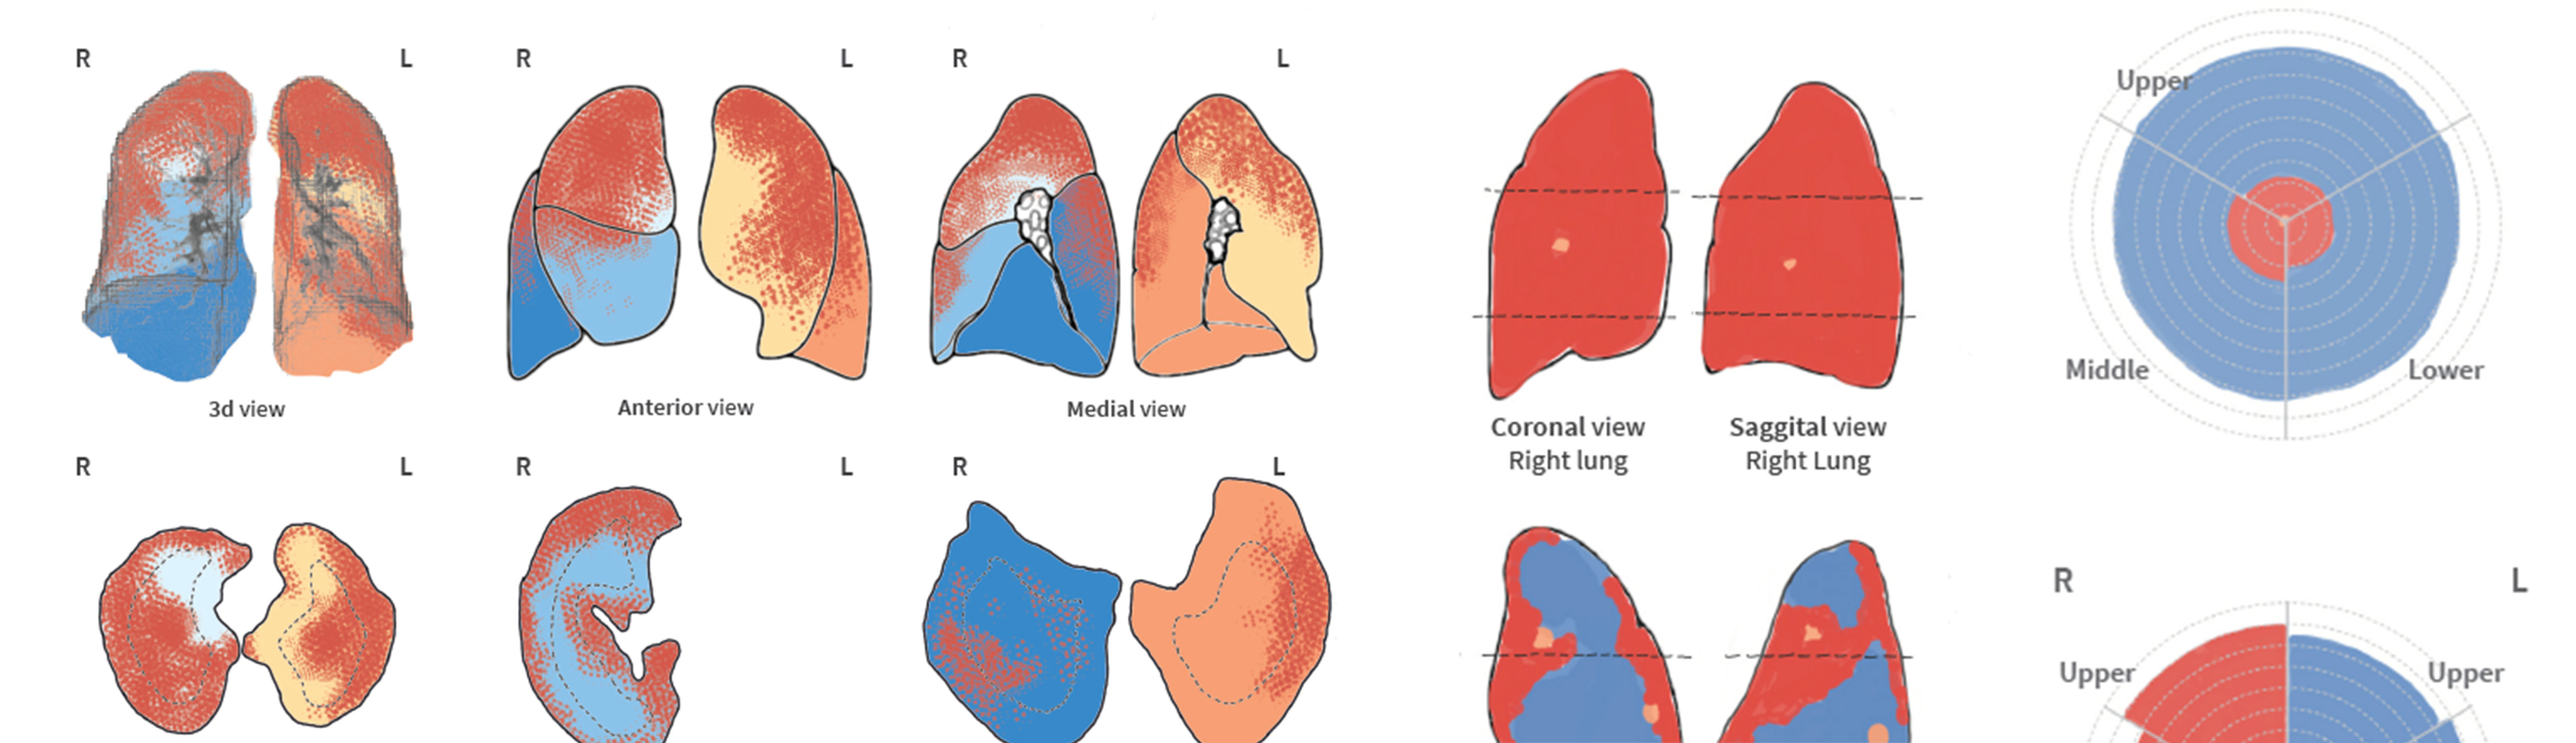 R L
R L
R L
3d view
Anterior view
Medial view
Coronal view
Right lung
Saggital view
Right Lung
Upper
Middle
Lower
R L
R L
R L
R L
Upper
Upper